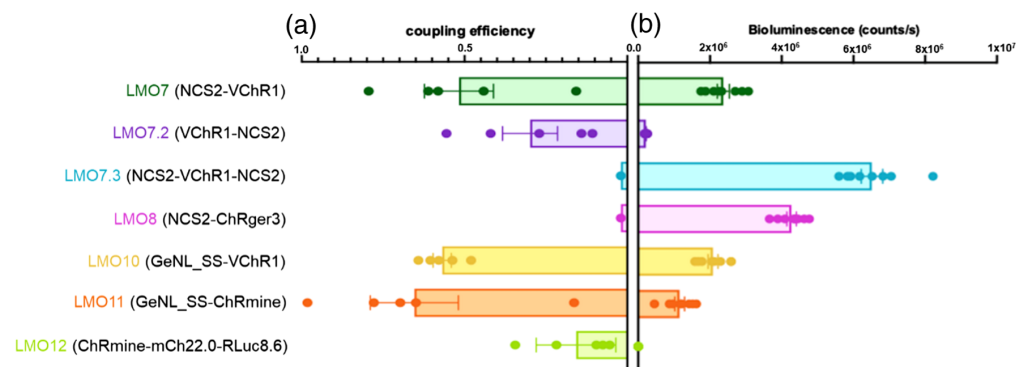 (a) (b)
coupling efficiency Bioluminescence (counts/s)
1.0 0.5 0.0 2x10⁶ 4x10⁶ 6x10⁶ 8x10⁶ 1x10⁷
LMO7 (NCS2-VChR1)
LMO7.2 (VChR1-NCS2)
LMO7.3 (NCS2-VChR1-NCS2)
LMO8 (NCS2-ChRger3)
LMO10 (GeNL_SS-VChR1)
LMO11 (GeNL_SS-ChRmine)
LMO12 (ChRmine-mCh22.0-RLuc8.6)